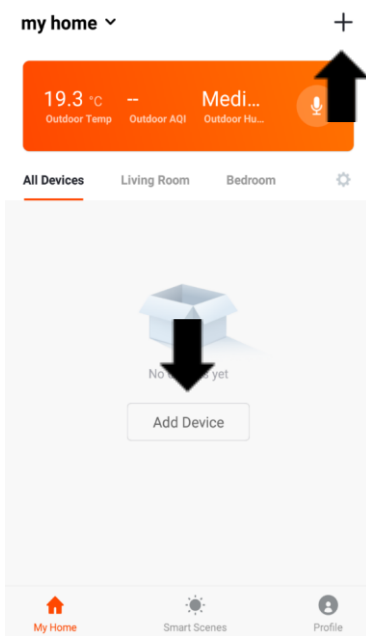 my home
19.3 °C -- Medi...
Outdoor Temp Outdoor AQI Outdoor Hu...
All Devices Living Room Bedroom
No yet
Add Device
My Home Smart Scenes Profile